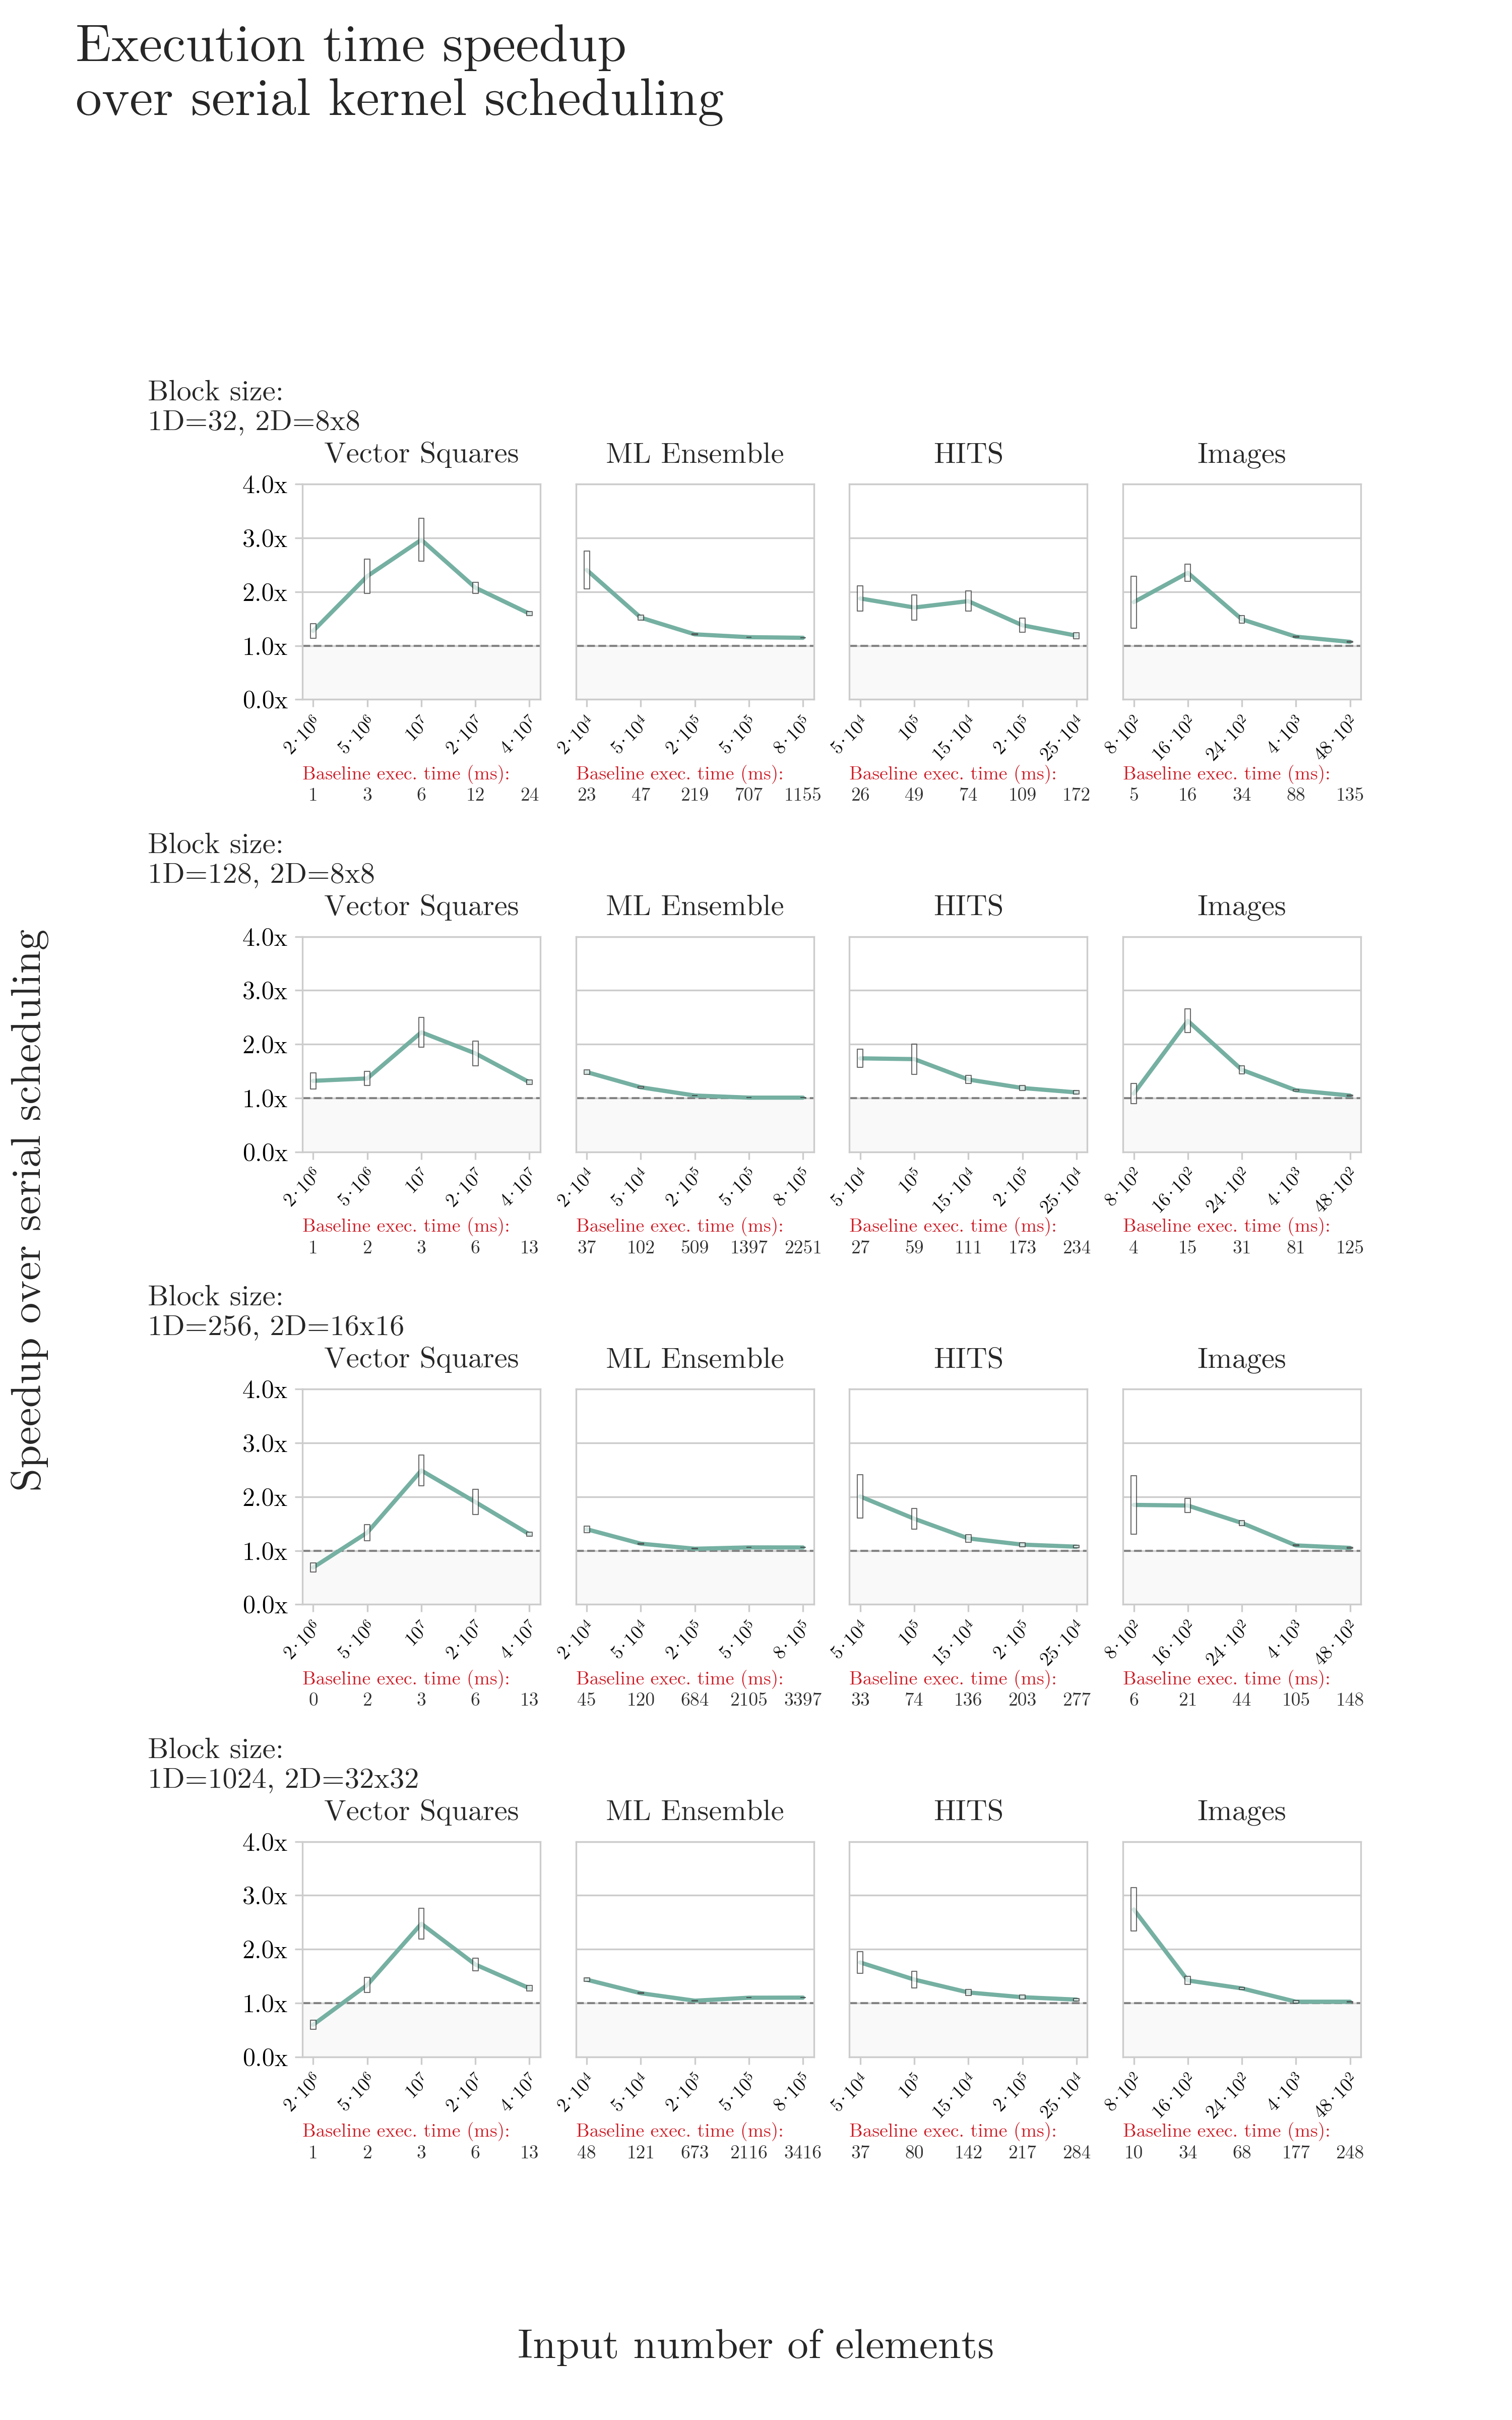 Execution time speedup
over serial kernel scheduling
Speedup over serial scheduling
Block size:
1D=32, 2D=8x8
Vector Squares ML Ensemble HITS Images
4.0x
3.0x
2.0x
1.0x
0.0x
2·10⁶ 5·10⁶ 10⁷ 2·10⁷ 4·10⁷ 2·10⁴ 5·10⁴ 2·10⁵ 5·10⁵ 8·10⁵ 5·10⁴ 10⁵ 15·10⁴ 2·10⁵ 25·10⁴ 8·10² 16·10² 24·10² 4·10³ 48·10²
Baseline exec. time (ms): Baseline exec. time (ms): Baseline exec. time (ms): Baseline exec. time (ms):
1 3 6 12 24 23 47 219 707 1155 26 49 74 109 172 5 16 34 88 135
Block size:
1D=128, 2D=8x8
Vector Squares ML Ensemble HITS Images
4.0x
3.0x
2.0x
1.0x
0.0x
2·10⁶ 5·10⁶ 10⁷ 2·10⁷ 4·10⁷ 2·10⁴ 5·10⁴ 2·10⁵ 5·10⁵ 8·10⁵ 5·10⁴ 10⁵ 15·10⁴ 2·10⁵ 25·10⁴ 8·10² 16·10² 24·10² 4·10³ 48·10²
Baseline exec. time (ms): Baseline exec. time (ms): Baseline exec. time (ms): Baseline exec. time (ms):
1 2 3 6 13 37 102 509 1397 2251 27 59 111 173 234 4 15 31 81 125
Block size:
1D=256, 2D=16x16
Vector Squares ML Ensemble HITS Images
4.0x
3.0x
2.0x
1.0x
0.0x
2·10⁶ 5·10⁶ 10⁷ 2·10⁷ 4·10⁷ 2·10⁴ 5·10⁴ 2·10⁵ 5·10⁵ 8·10⁵ 5·10⁴ 10⁵ 15·10⁴ 2·10⁵ 25·10⁴ 8·10² 16·10² 24·10² 4·10³ 48·10²
Baseline exec. time (ms): Baseline exec. time (ms): Baseline exec. time (ms): Baseline exec. time (ms):
0 2 3 6 13 45 120 684 2105 3397 33 74 136 203 277 6 21 44 105 148
Block size:
1D=1024, 2D=32x32
Vector Squares ML Ensemble HITS Images
4.0x
3.0x
2.0x
1.0x
0.0x
2·10⁶ 5·10⁶ 10⁷ 2·10⁷ 4·10⁷ 2·10⁴ 5·10⁴ 2·10⁵ 5·10⁵ 8·10⁵ 5·10⁴ 10⁵ 15·10⁴ 2·10⁵ 25·10⁴ 8·10² 16·10² 24·10² 4·10³ 48·10²
Baseline exec. time (ms): Baseline exec. time (ms): Baseline exec. time (ms): Baseline exec. time (ms):
1 2 3 6 13 48 121 673 2116 3416 37 80 142 217 284 10 34 68 177 248
Input number of elements